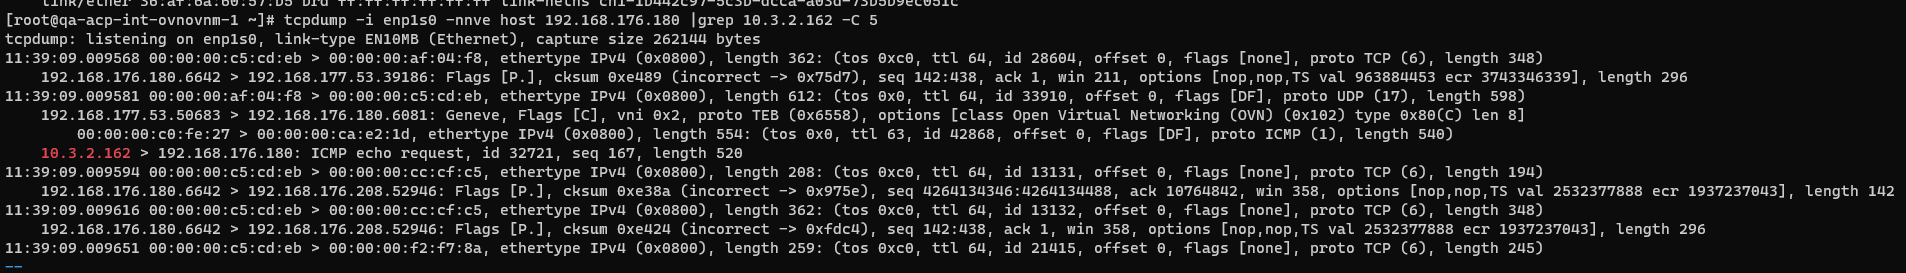 link/ether 36:af:6a:60:57:b5 brd ff:ff:ff:ff:ff:ff link-netns cni-1b442c97-5c3b-dcca-a03d-73b5b9ec051c
[root@qa-acp-int-ovnovnm-1 ~]# tcpdump -i enp1s0 -nnve host 192.168.176.180 |grep 10.3.2.162 -C 5
tcpdump: listening on enp1s0, link-type EN10MB (Ethernet), capture size 262144 bytes
11:39:09.009568 00:00:00:c5:cd:eb > 00:00:00:af:04:f8, ethertype IPv4 (0x0800), length 362: (tos 0xc0, ttl 64, id 28604, offset 0, flags [none], proto TCP (6), length 348)
192.168.176.180.6642 > 192.168.177.53.39186: Flags [P.], cksum 0xe489 (incorrect -> 0x75d7), seq 142:438, ack 1, win 211, options [nop,nop,TS val 963884453 ecr 3743346339], length 296
11:39:09.009581 00:00:00:af:04:f8 > 00:00:00:c5:cd:eb, ethertype IPv4 (0x0800), length 612: (tos 0x0, ttl 64, id 33910, offset 0, flags [DF], proto UDP (17), length 598)
192.168.177.53.50683 > 192.168.176.180.6081: Geneve, Flags [C], vni 0x2, proto TEB (0x6558), options [class Open Virtual Networking (OVN) (0x102) type 0x80(C) len 8]
00:00:00:c0:fe:27 > 00:00:00:ca:e2:1d, ethertype IPv4 (0x0800), length 554: (tos 0x0, ttl 63, id 42868, offset 0, flags [DF], proto ICMP (1), length 540)
10.3.2.162 > 192.168.176.180: ICMP echo request, id 32721, seq 167, length 520
11:39:09.009594 00:00:00:c5:cd:eb > 00:00:00:cc:cf:c5, ethertype IPv4 (0x0800), length 208: (tos 0xc0, ttl 64, id 13131, offset 0, flags [none], proto TCP (6), length 194)
192.168.176.180.6642 > 192.168.176.208.52946: Flags [P.], cksum 0xe38a (incorrect -> 0x975e), seq 4264134346:4264134488, ack 10764842, win 358, options [nop,nop,TS val 2532377888 ecr 1937237043], length 142
11:39:09.009616 00:00:00:c5:cd:eb > 00:00:00:cc:cf:c5, ethertype IPv4 (0x0800), length 362: (tos 0xc0, ttl 64, id 13132, offset 0, flags [none], proto TCP (6), length 348)
192.168.176.180.6642 > 192.168.176.208.52946: Flags [P.], cksum 0xe424 (incorrect -> 0xfdc4), seq 142:438, ack 1, win 358, options [nop,nop,TS val 2532377888 ecr 1937237043], length 296
11:39:09.009651 00:00:00:c5:cd:eb > 00:00:00:f2:f7:8a, ethertype IPv4 (0x0800), length 259: (tos 0xc0, ttl 64, id 21415, offset 0, flags [none], proto TCP (6), length 245)
--